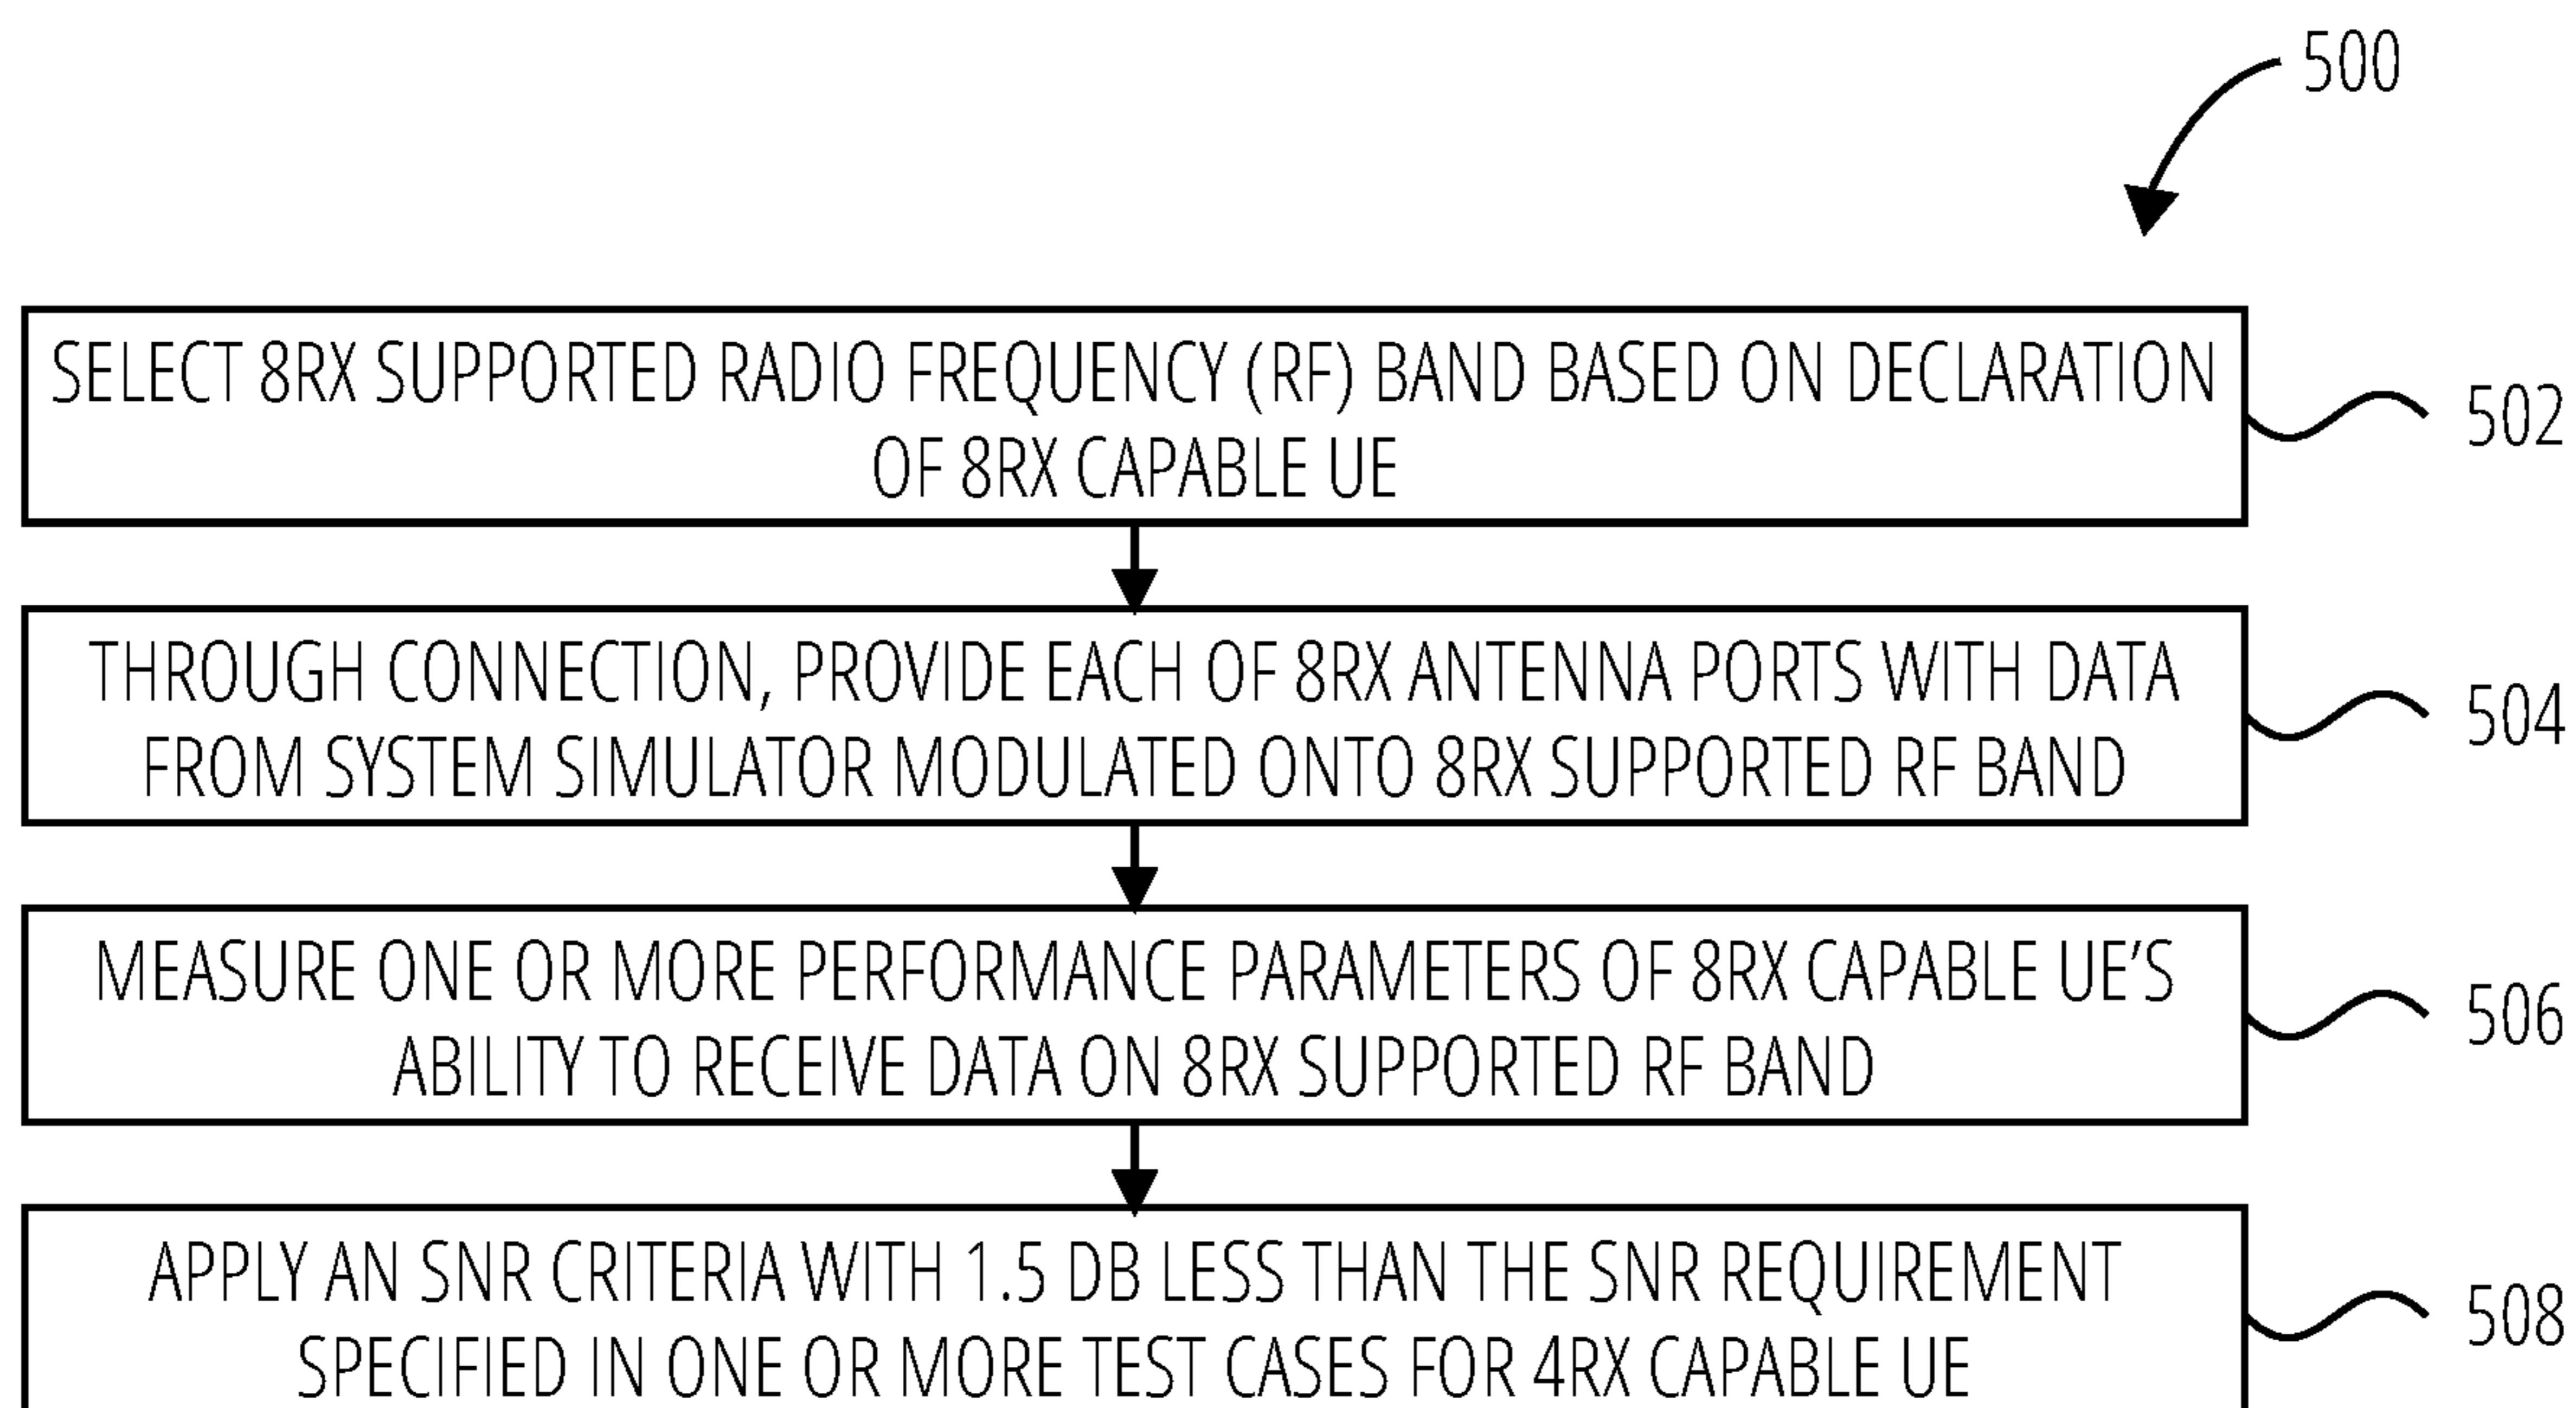 500
SELECT 8RX SUPPORTED RADIO FREQUENCY (RF) BAND BASED ON DECLARATION
OF 8RX CAPABLE UE
502
THROUGH CONNECTION, PROVIDE EACH OF 8RX ANTENNA PORTS WITH DATA
FROM SYSTEM SIMULATOR MODULATED ONTO 8RX SUPPORTED RF BAND
504
MEASURE ONE OR MORE PERFORMANCE PARAMETERS OF 8RX CAPABLE UE’S
ABILITY TO RECEIVE DATA ON 8RX SUPPORTED RF BAND
506
APPLY AN SNR CRITERIA WITH 1.5 DB LESS THAN THE SNR REQUIREMENT
SPECIFIED IN ONE OR MORE TEST CASES FOR 4RX CAPABLE UE
508